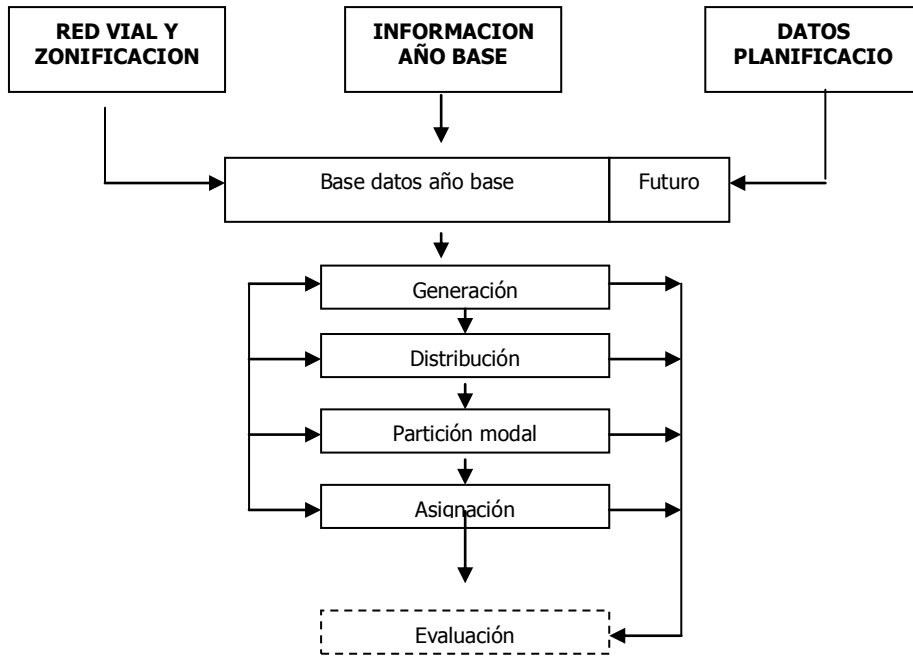 RED VIAL Y
ZONIFICACION
INFORMACION
AÑO BASE
DATOS
PLANIFICACIO
Base datos año base
Futuro
Generación
Distribución
Partición modal
Asignación
Evaluación